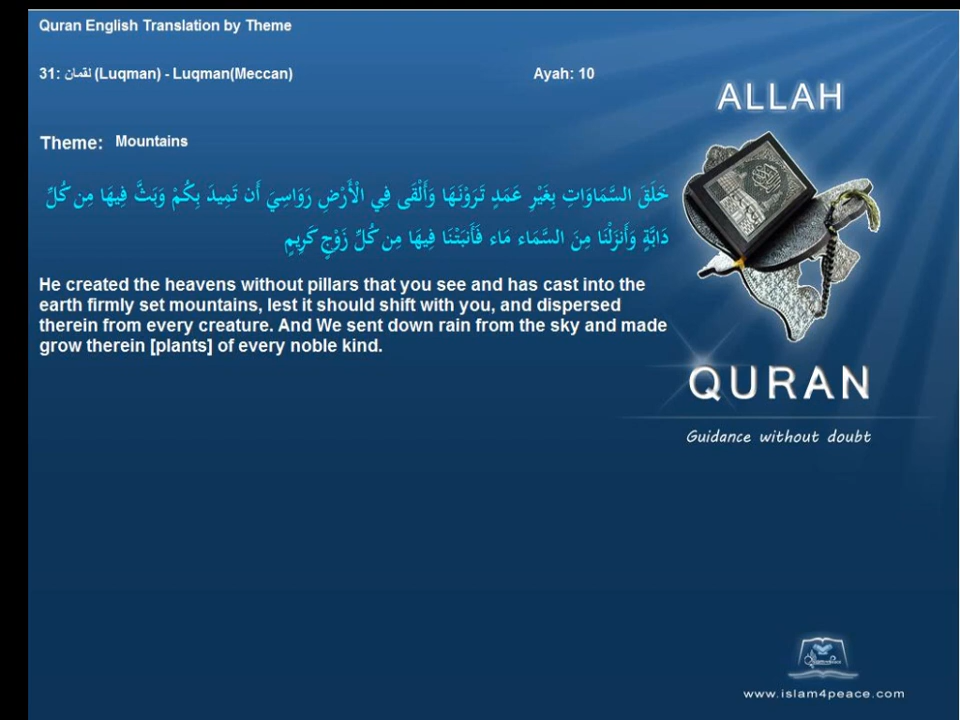 Quran English Translation by Theme
31: لقمان (Luqman) - Luqman(Meccan) Ayah: 10
ALLAH
Theme: Mountains
خَلَقَ السَّمَاوَاتِ بِغَيْرِ عَمَدٍ تَرَوْنَهَا وَأَلْقَى فِي الْأَرْضِ رَوَاسِيَ أَن تَمِيدَ بِكُمْ وَبَثَّ فِيهَا مِن كُلِّ
دَابَّةٍ وَأَنزَلْنَا مِنَ السَّمَاء مَاء فَأَنبَتْنَا فِيهَا مِن كُلِّ زَوْجٍ كَرِيمٍ
He created the heavens without pillars that you see and has cast into the
earth firmly set mountains, lest it should shift with you, and dispersed
therein from every creature. And We sent down rain from the sky and made
grow therein [plants] of every noble kind.
QURAN
Guidance without doubt
www.islam4peace.com